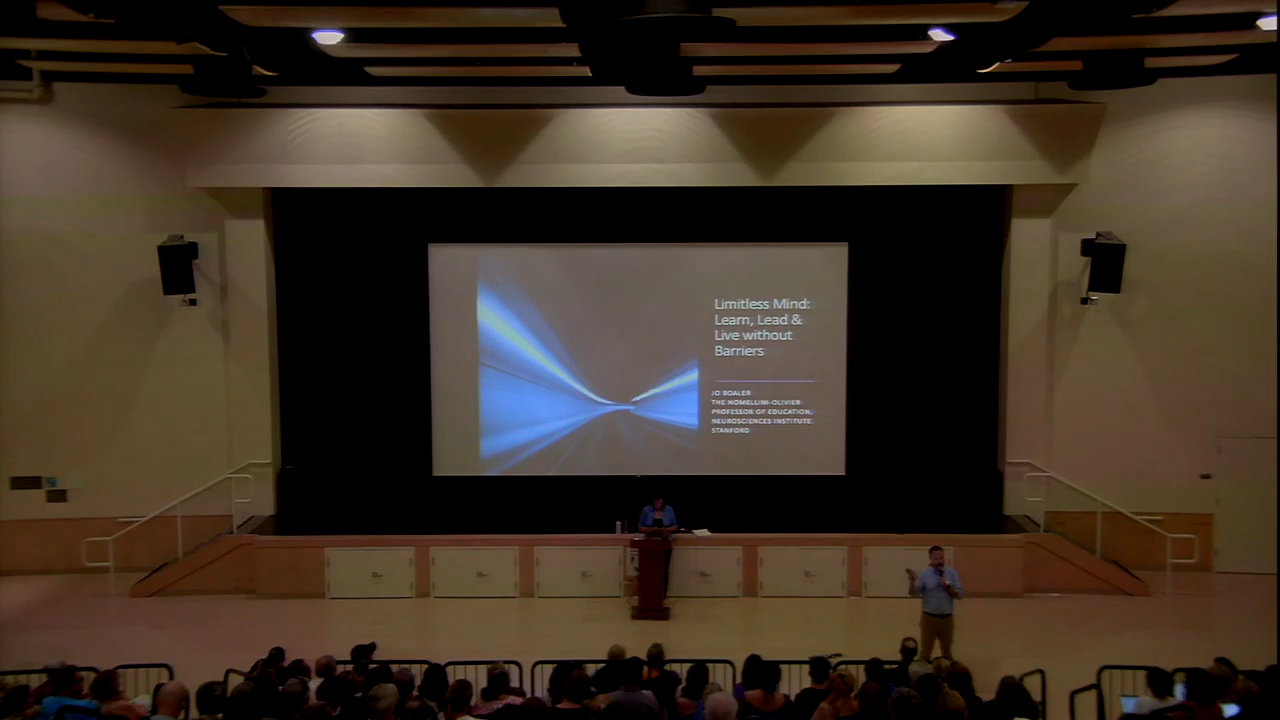 Limitless Mind:
Learn, Lead &
Live without
Barriers
JO BOALER
THE NOMELLINI-OLIVIER
PROFESSOR OF EDUCATION,
NEUROSCIENCES INSTITUTE
STANFORD